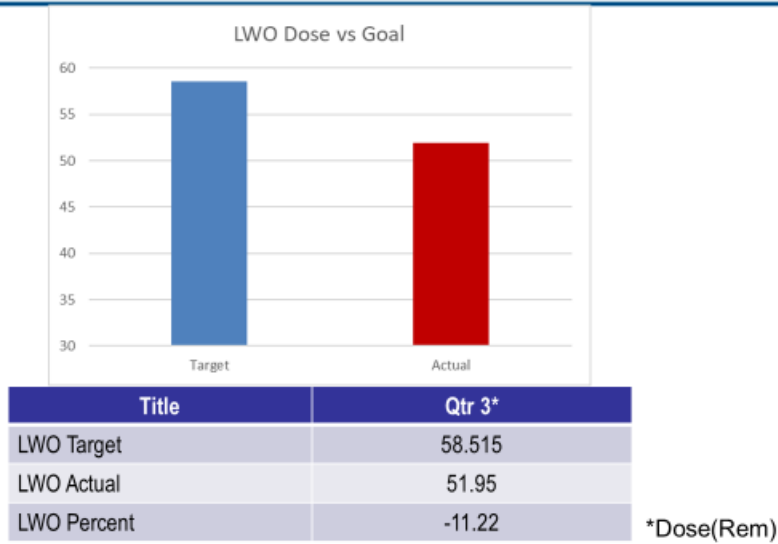 LWO Dose vs Goal
60
55
50
45
40
35
30
Target Actual
Title Qtr 3*
LWO Target 58.515
LWO Actual 51.95
LWO Percent -11.22
*Dose(Rem)